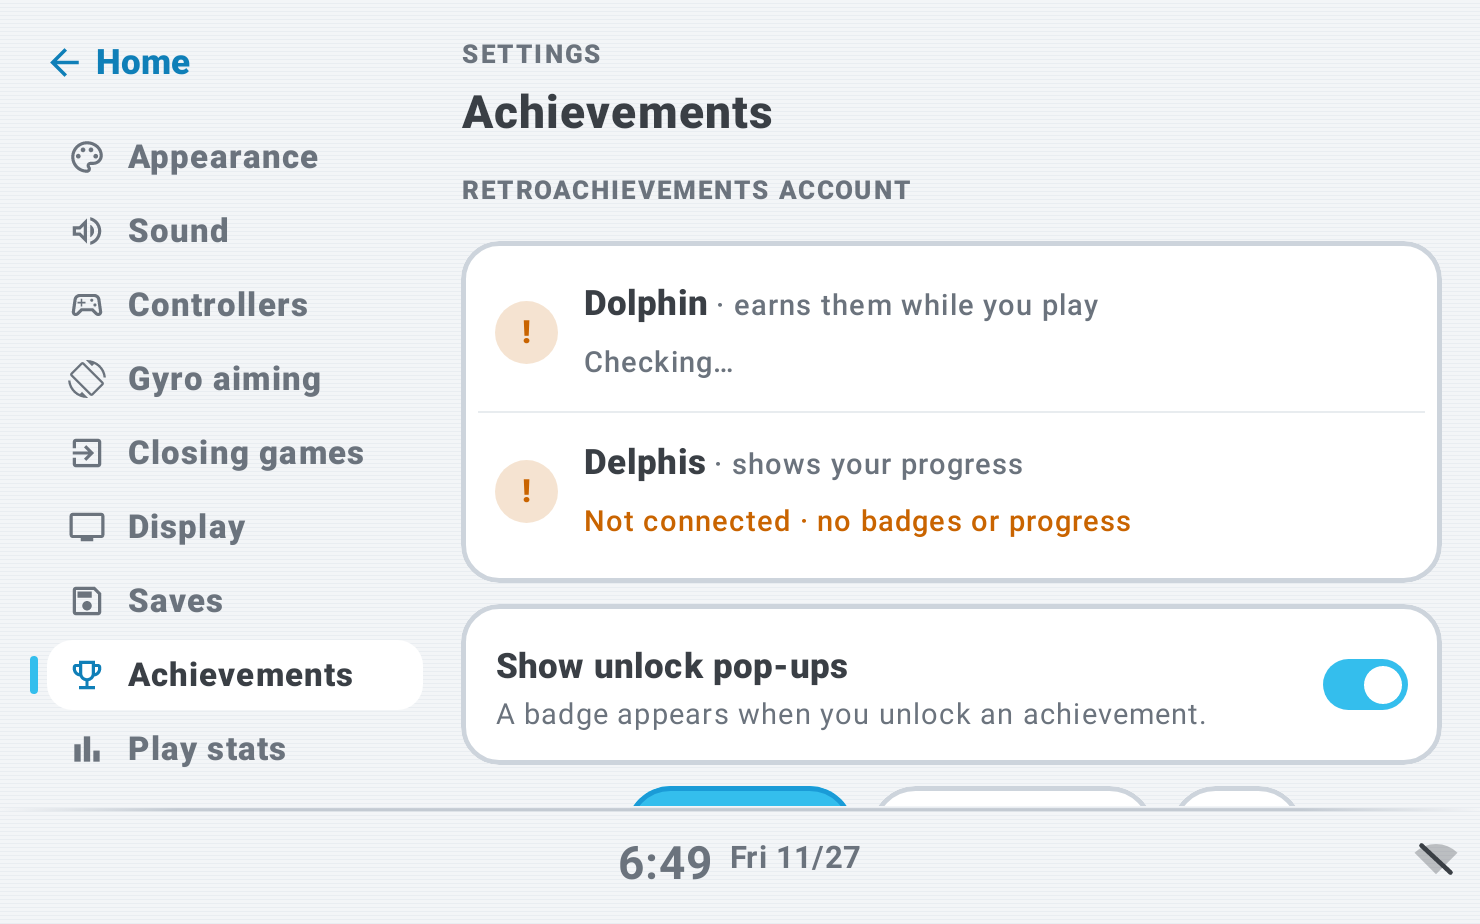 Home
Appearance
Sound
Controllers
Gyro aiming
Closing games
Display
Saves
Achievements
Play stats
SETTINGS
Achievements
RETROACHIEVEMENTS ACCOUNT
!
Dolphin · earns them while you play
Checking…
!
Delphis · shows your progress
Not connected · no badges or progress
Show unlock pop-ups
A badge appears when you unlock an achievement.
6:49 Fri 11/27